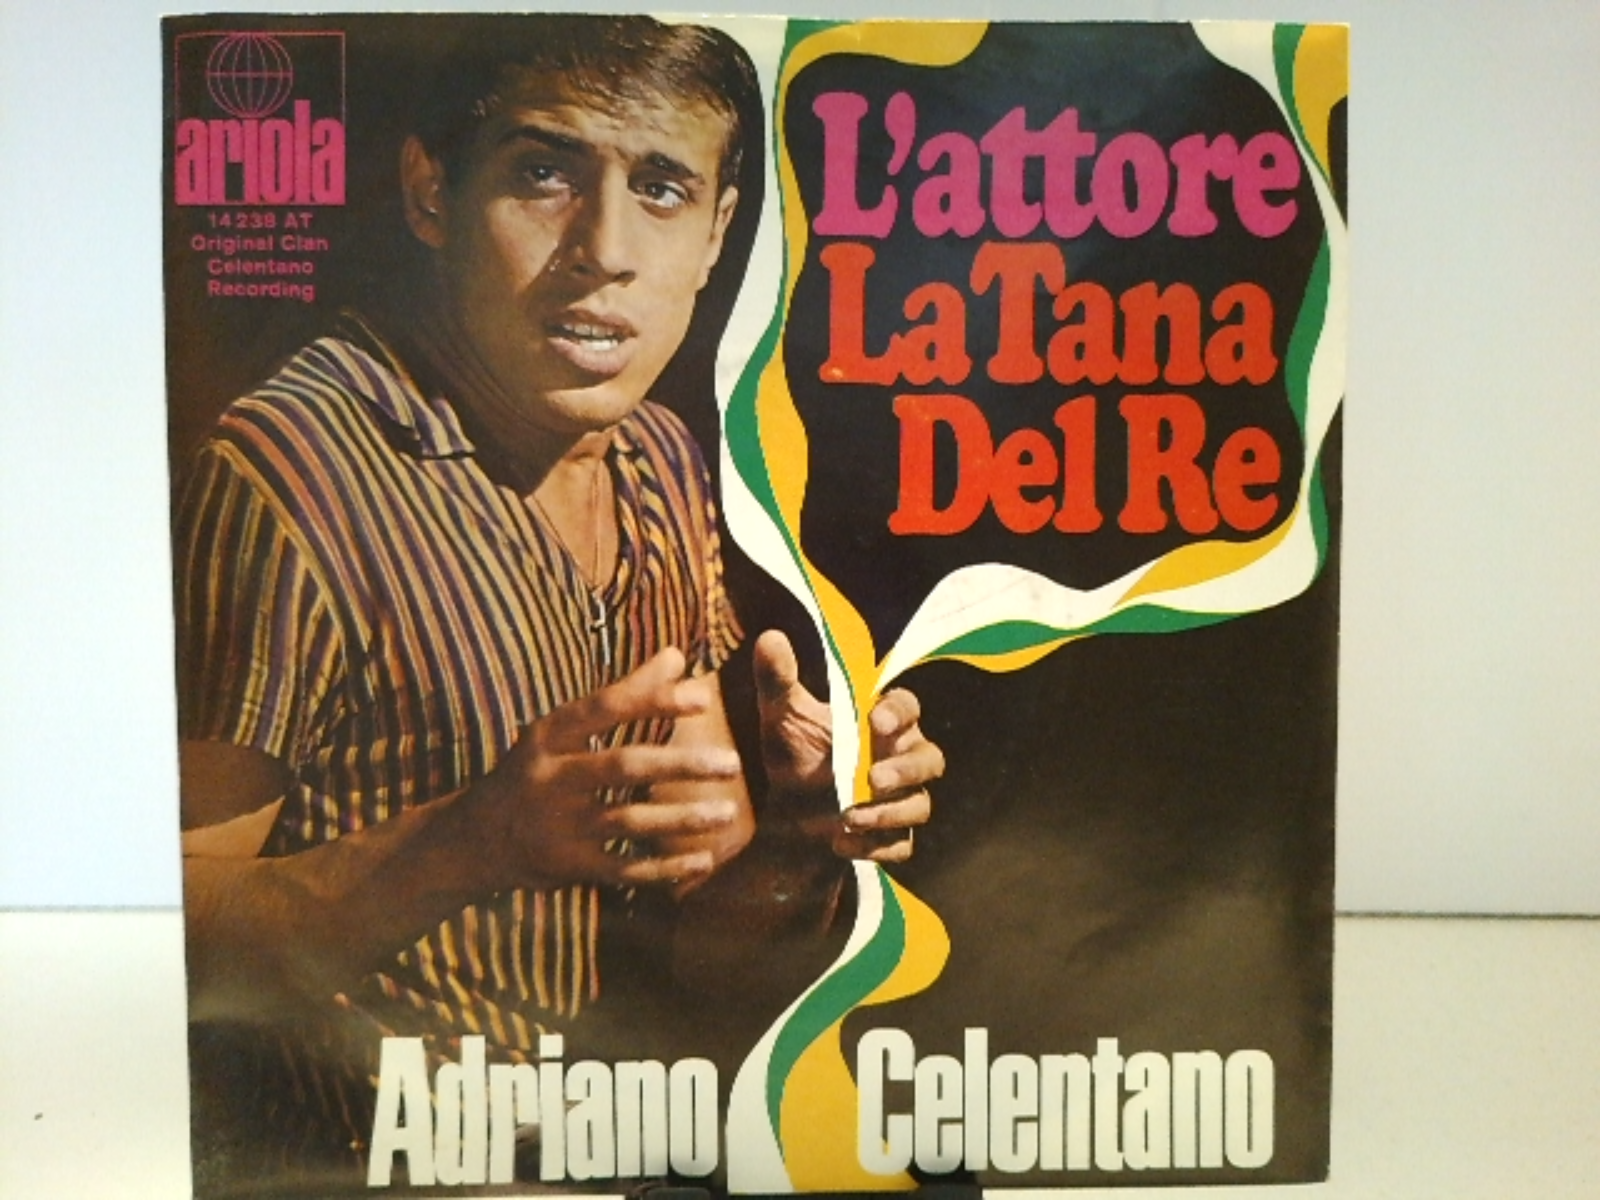 ariola
14 238 AT
Original Clan
Celentano
Recording
L'attore
La Tana
Del Re
Adriano Celentano